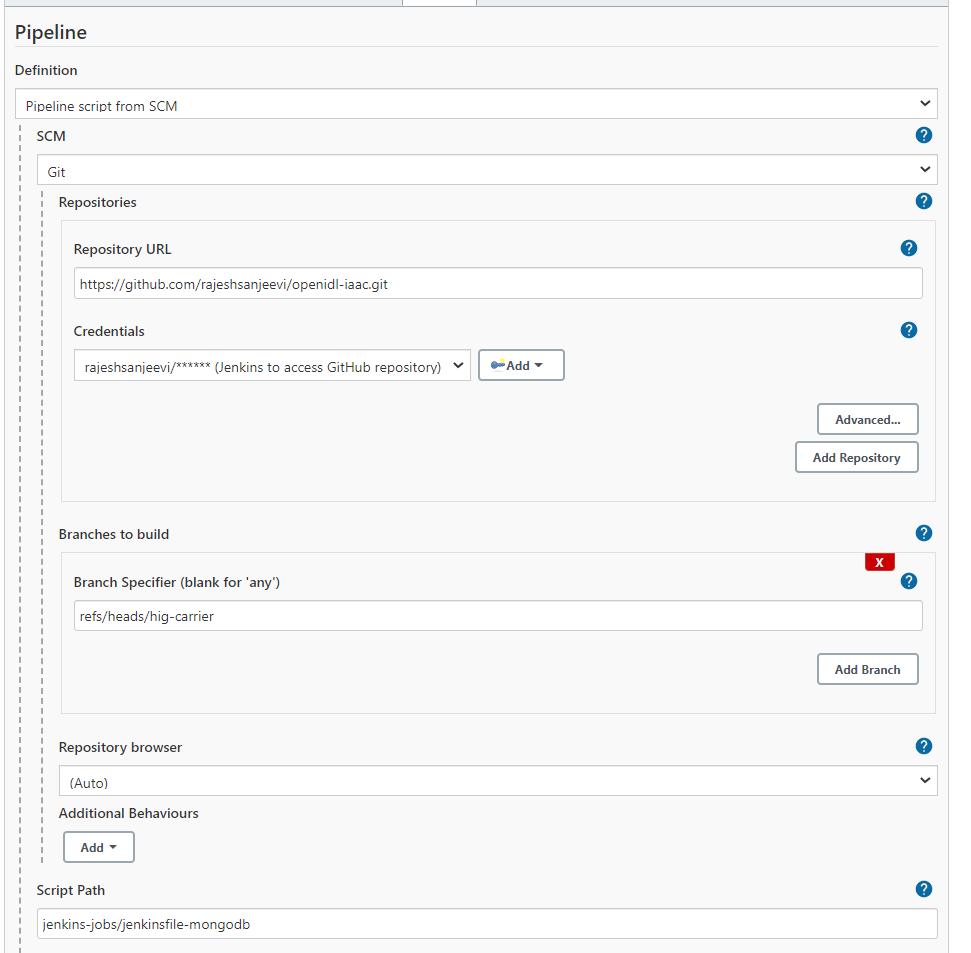 Pipeline
Definition
Pipeline script from SCM
SCM
?
Git
Repositories
?
Repository URL
?
https://github.com/rajeshsanjeevi/openidl-iaac.git
Credentials
?
rajeshsanjeevi/****** (Jenkins to access GitHub repository)
Add
Advanced...
Add Repository
Branches to build
?
X
Branch Specifier (blank for 'any')
?
refs/heads/hig-carrier
Add Branch
Repository browser
?
(Auto)
Additional Behaviours
Add
Script Path
?
jenkins-jobs/jenkinsfile-mongodb